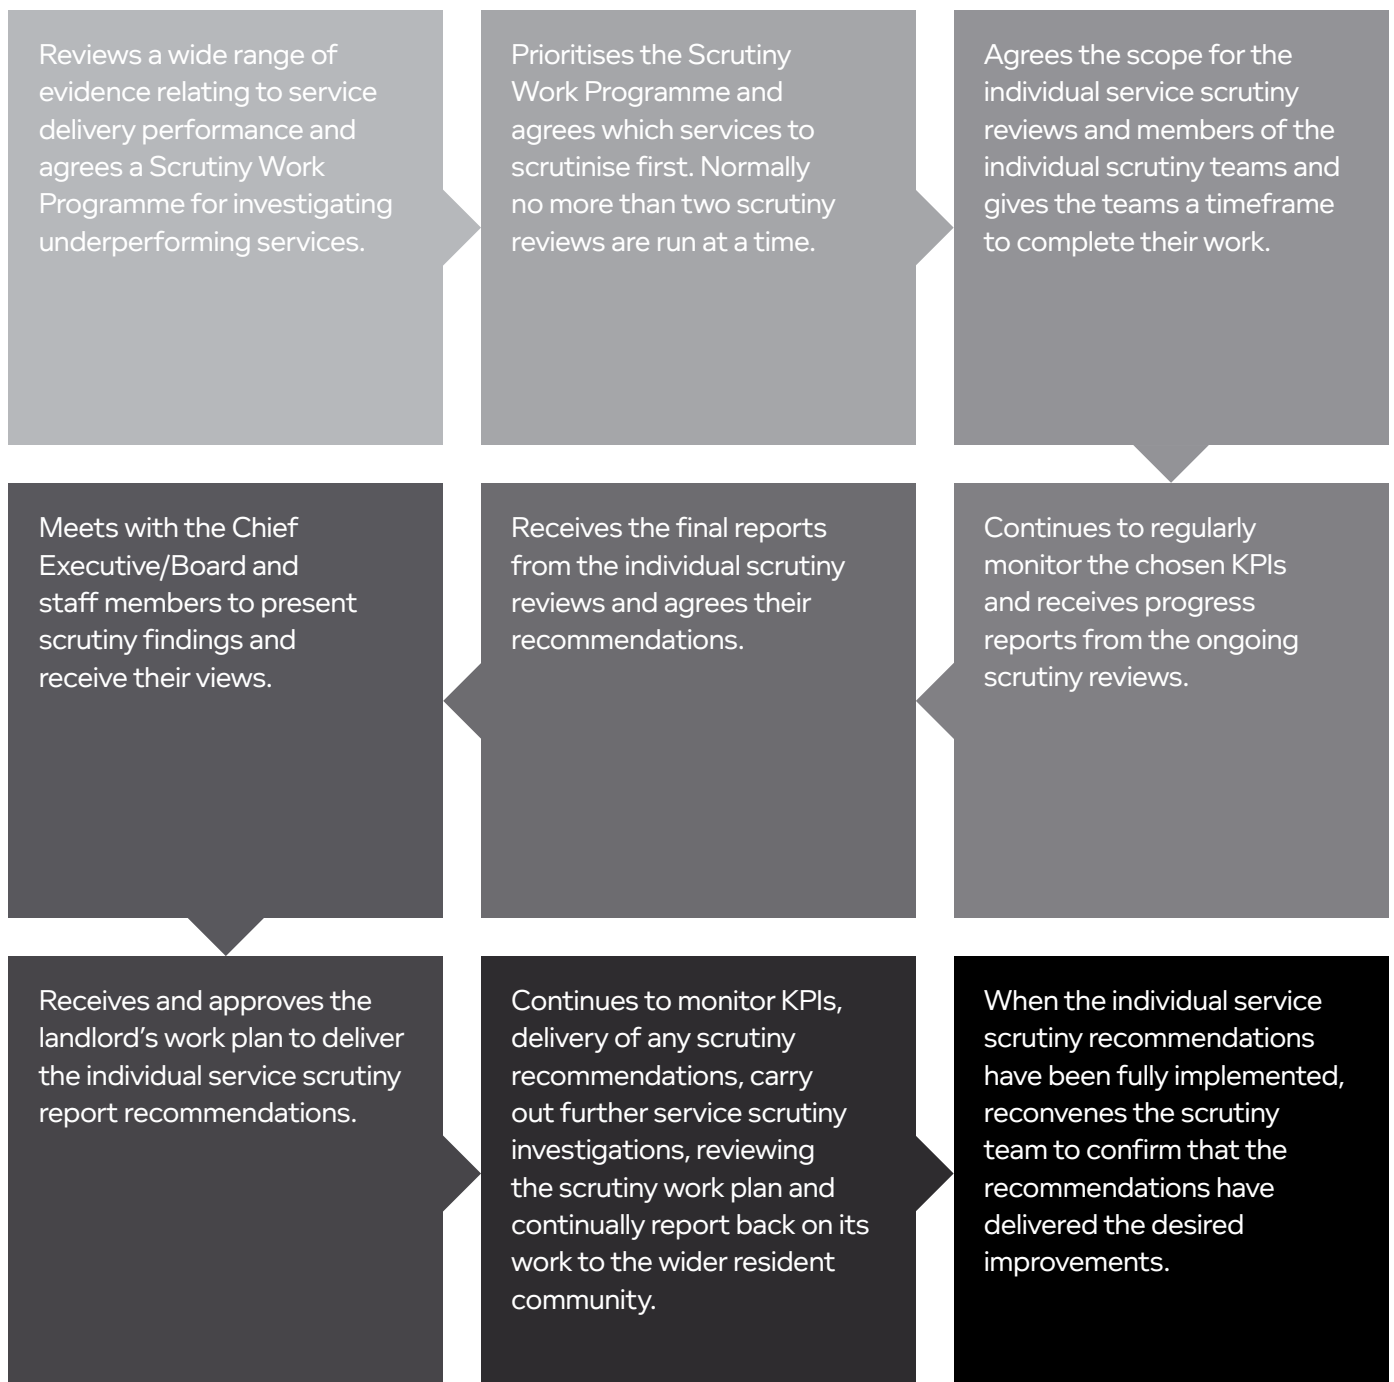 Reviews a wide range of
evidence relating to service
delivery performance and
agrees a Scrutiny Work
Programme for investigating
underperforming services.
Prioritises the Scrutiny
Work Programme and
agrees which services to
scrutinise first. Normally
no more than two scrutiny
reviews are run at a time.
Agrees the scope for the
individual service scrutiny
reviews and members of the
individual scrutiny teams and
gives the teams a timeframe
to complete their work.
Continues to regularly
monitor the chosen KPIs
and receives progress
reports from the ongoing
scrutiny reviews.
Receives the final reports
from the individual scrutiny
reviews and agrees their
recommendations.
Meets with the Chief
Executive/Board and
staff members to present
scrutiny findings and
receive their views.
Receives and approves the
landlord’s work plan to deliver
the individual service scrutiny
report recommendations.
Continues to monitor KPIs,
delivery of any scrutiny
recommendations, carry
out further service scrutiny
investigations, reviewing
the scrutiny work plan and
continually report back on its
work to the wider resident
community.
When the individual service
scrutiny recommendations
have been fully implemented,
reconvenes the scrutiny
team to confirm that the
recommendations have
delivered the desired
improvements.